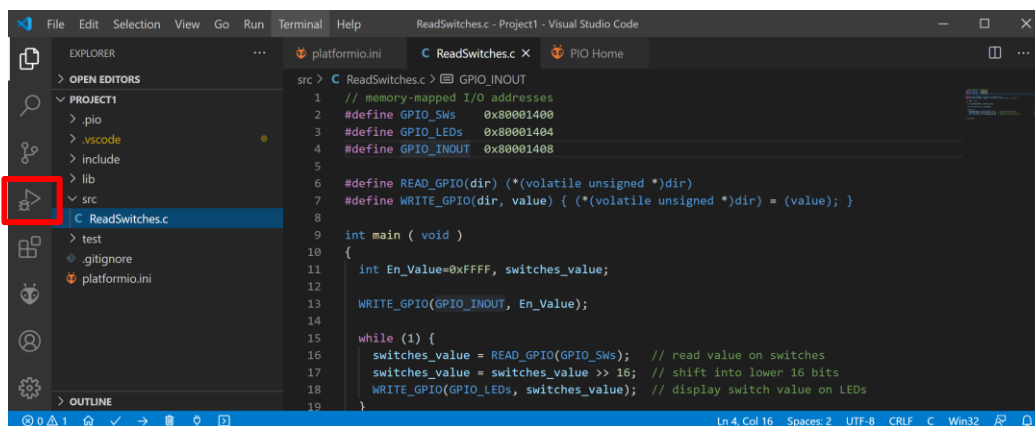 File Edit Selection View Go Run Terminal Help ReadSwitches.c - Project1 - Visual Studio Code
EXPLORER
OPEN EDITORS
PROJECT1
.pio
.vscode
include
lib
src
C ReadSwitches.c
test
.gitignore
platformio.ini
OUTLINE
platformio.ini C ReadSwitches.c PIO Home
src > C ReadSwitches.c > GPIO_INOUT
1 // memory-mapped I/O addresses
2 #define GPIO_SWs 0x80001400
3 #define GPIO_LEDs 0x80001404
4 #define GPIO_INOUT 0x80001408
5
6 #define READ_GPIO(dir) (*(volatile unsigned *)dir)
7 #define WRITE_GPIO(dir, value) { (*(volatile unsigned *)dir) = (value); }
8
9 int main ( void )
10 {
11 int En_Value=0xFFFF, switches_value;
12
13 WRITE_GPIO(GPIO_INOUT, En_Value);
14
15 while (1) {
16 switches_value = READ_GPIO(GPIO_SWs); // read value on switches
17 switches_value = switches_value >> 16; // shift into lower 16 bits
18 WRITE_GPIO(GPIO_LEDs, switches_value); // display switch value on LEDs
19 }
0 1 Ln 4, Col 16 Spaces: 2 UTF-8 CRLF C Win32